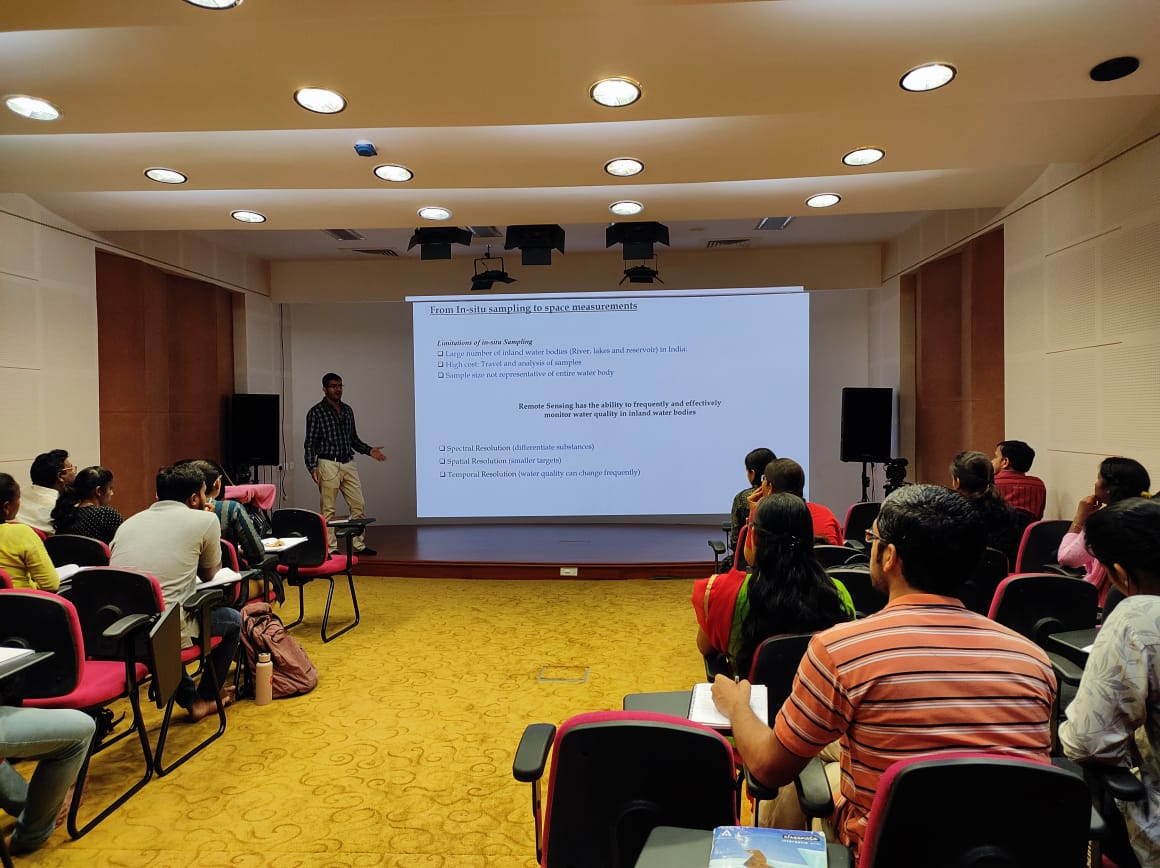 From In-situ sampling to space measurements
Limitations of in-situ Sampling
❑ Large number of inland water bodies (River, lakes and reservoir) in India:
❑ High cost: Travel and analysis of samples
❑ Sample size not representative of entire water body
Remote Sensing has the ability to frequently and effectively
monitor water quality in inland water bodies
❑ Spectral Resolution (differentiate substances)
❑ Spatial Resolution (smaller targets)
❑ Temporal Resolution (water quality can change frequently)